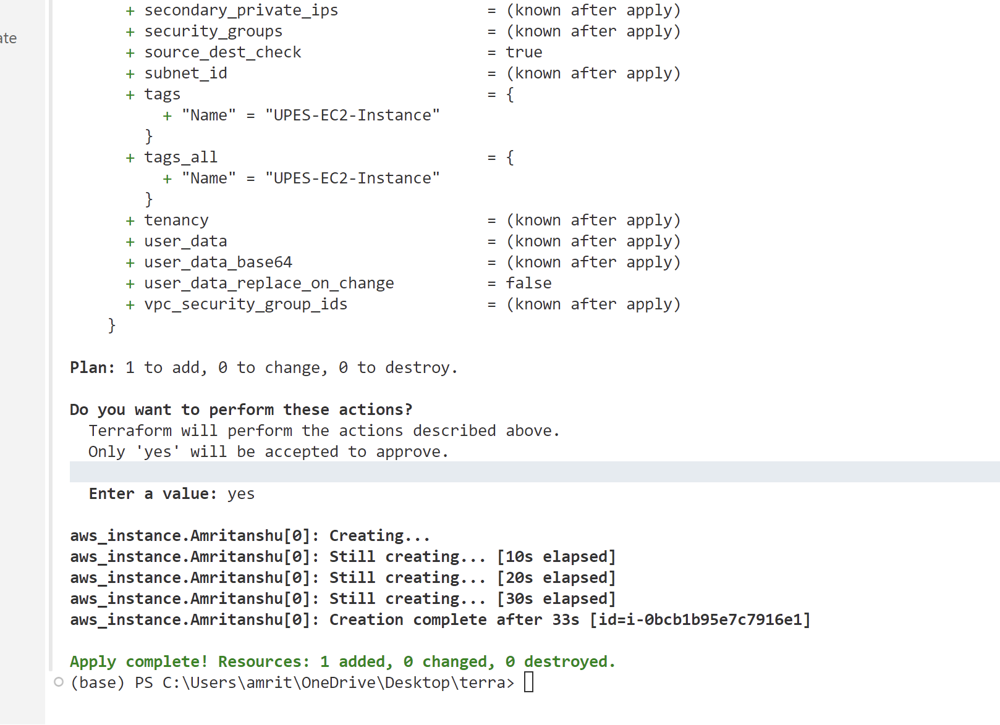 + secondary_private_ips = (known after apply)
ate
+ security_groups = (known after apply)
+ source_dest_check = true
+ subnet_id = (known after apply)
+ tags = {
+ "Name" = "UPES-EC2-Instance"
}
+ tags_all = {
+ "Name" = "UPES-EC2-Instance"
}
+ tenancy = (known after apply)
+ user_data = (known after apply)
+ user_data_base64 = (known after apply)
+ user_data_replace_on_change = false
+ vpc_security_group_ids = (known after apply)
}
Plan: 1 to add, 0 to change, 0 to destroy.
Do you want to perform these actions?
Terraform will perform the actions described above.
Only 'yes' will be accepted to approve.
Enter a value: yes
aws_instance.Amritanshu[0]: Creating...
aws_instance.Amritanshu[0]: Still creating... [10s elapsed]
aws_instance.Amritanshu[0]: Still creating... [20s elapsed]
aws_instance.Amritanshu[0]: Still creating... [30s elapsed]
aws_instance.Amritanshu[0]: Creation complete after 33s [id=i-0bcb1b95e7c7916e1]
Apply complete! Resources: 1 added, 0 changed, 0 destroyed.
(base) PS C:\Users\amrit\OneDrive\Desktop\terra>